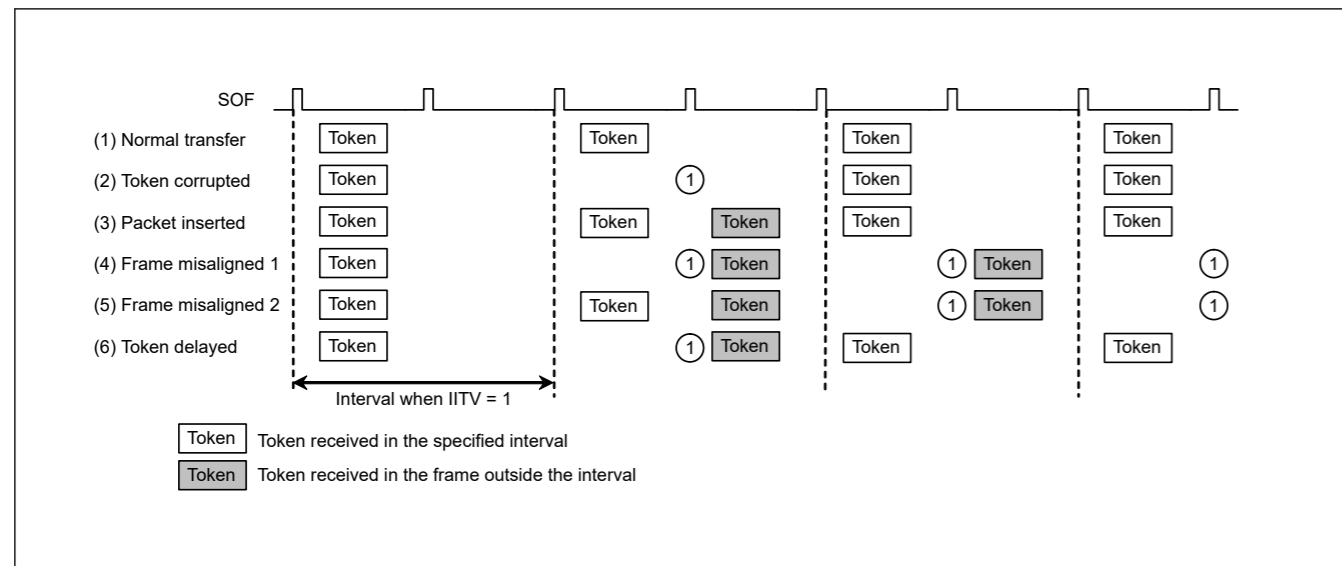 SOF
(1) Normal transfer Token Token Token Token
(2) Token corrupted Token 1 Token Token
(3) Packet inserted Token Token Token Token Token
(4) Frame misaligned 1 Token 1 Token 1 Token 1
(5) Frame misaligned 2 Token Token Token 1 Token 1
(6) Token delayed Token 1 Token Token Token
Interval when IITV = 1
Token Token received in the specified interval
Token Token received in the frame outside the interval